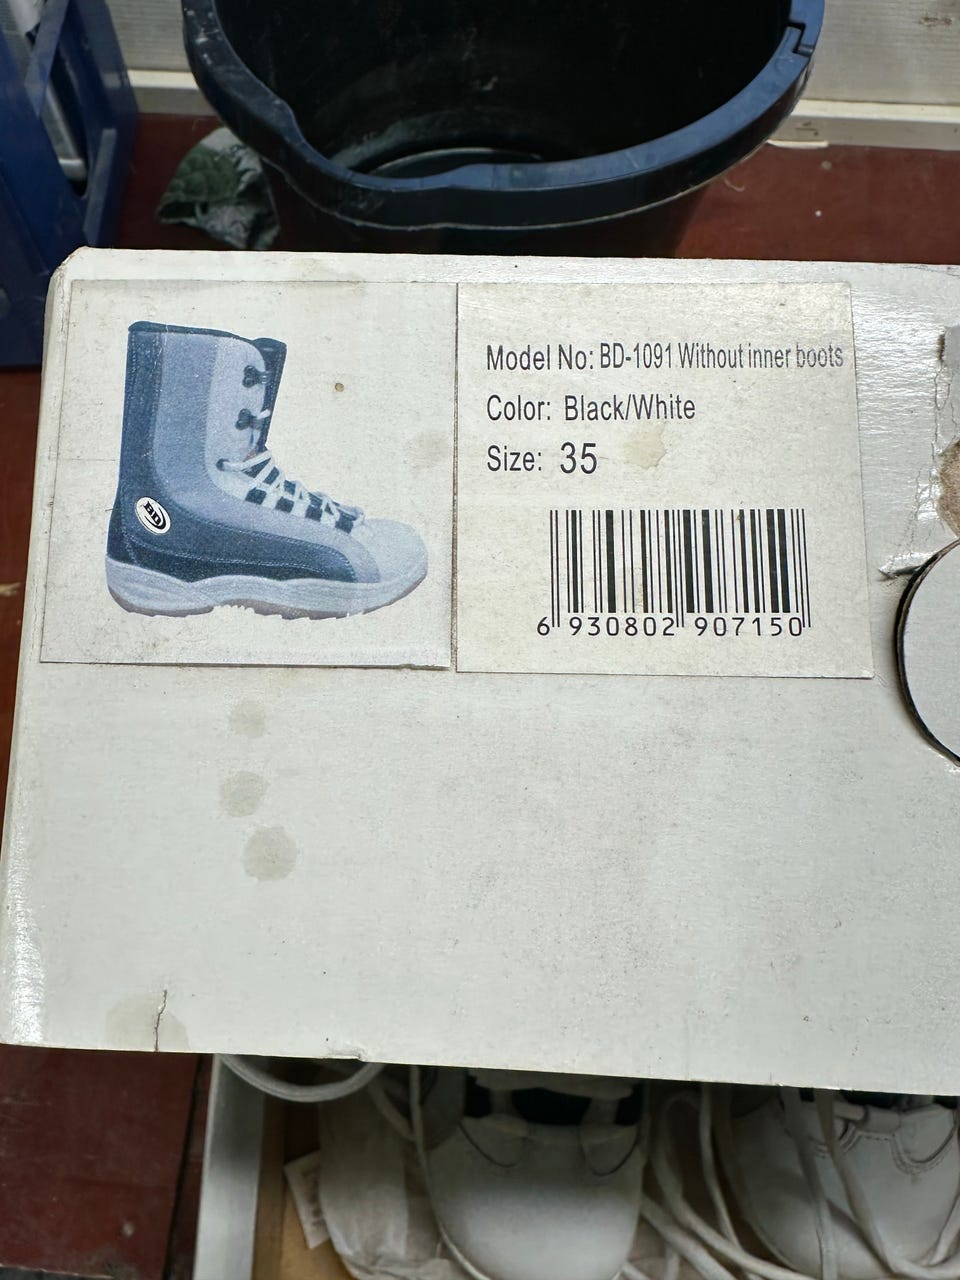 BD
Model No: BD-1091 Without inner boots
Color: Black/White
Size: 35
6 930802 907150